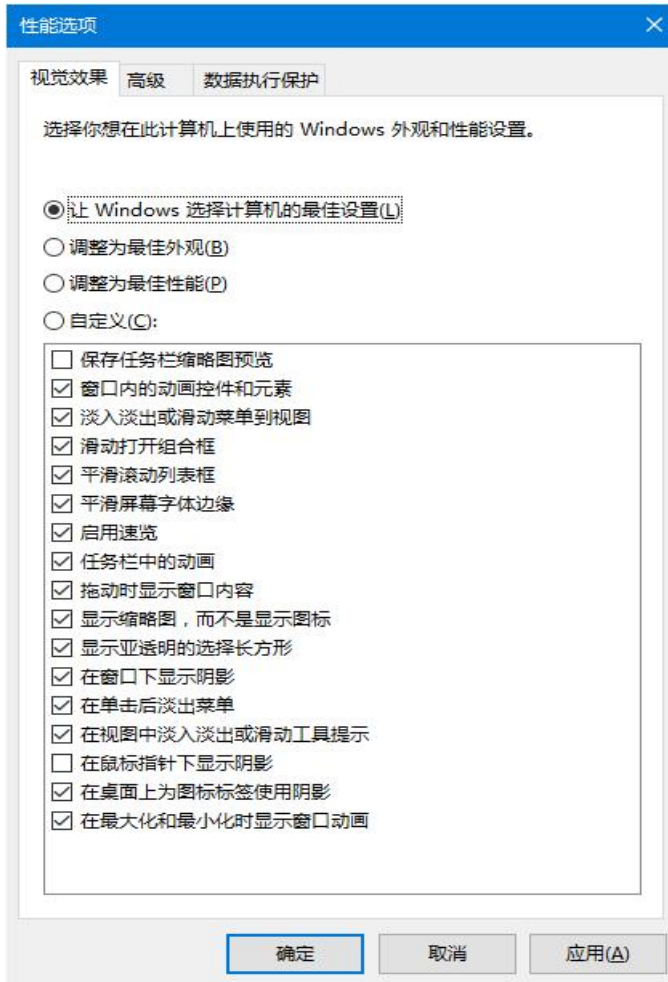 性能选项
视觉效果 高级 数据执行保护
选择你想在此计算机上使用的 Windows 外观和性能设置。
让 Windows 选择计算机的最佳设置(L)
调整为最佳外观(B)
调整为最佳性能(P)
自定义(C):
保存任务栏缩略图预览
窗口内的动画控件和元素
淡入淡出或滑动菜单到视图
滑动打开组合框
平滑滚动列表框
平滑屏幕字体边缘
启用速览
任务栏中的动画
拖动时显示窗口内容
显示缩略图，而不是显示图标
显示亚透明的选择长方形
在窗口下显示阴影
在单击后淡出菜单
在视图中淡入淡出或滑动工具提示
在鼠标指针下显示阴影
在桌面上为图标标签使用阴影
在最大化和最小化时显示窗口动画
确定 取消 应用(A)